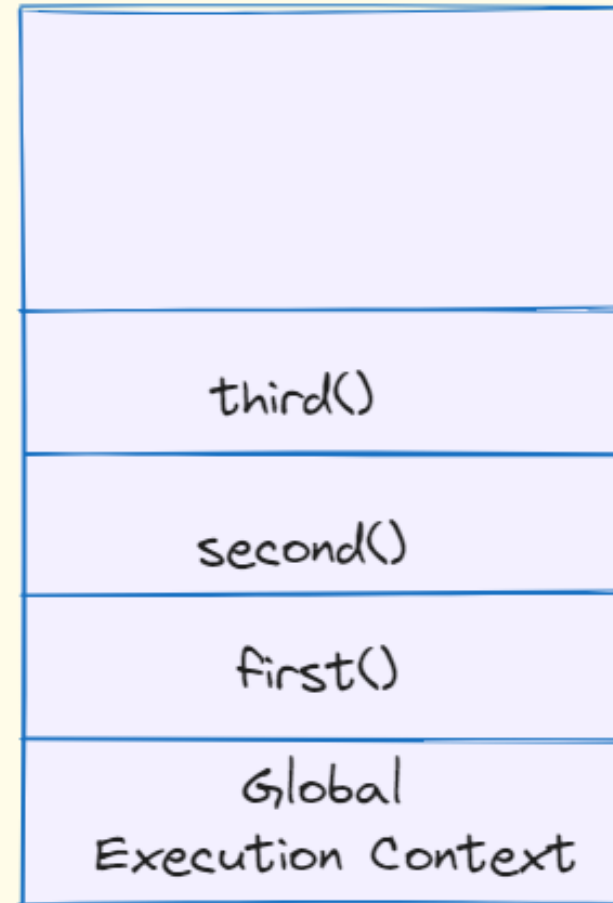 third()
second()
first()
Global
Execution Context